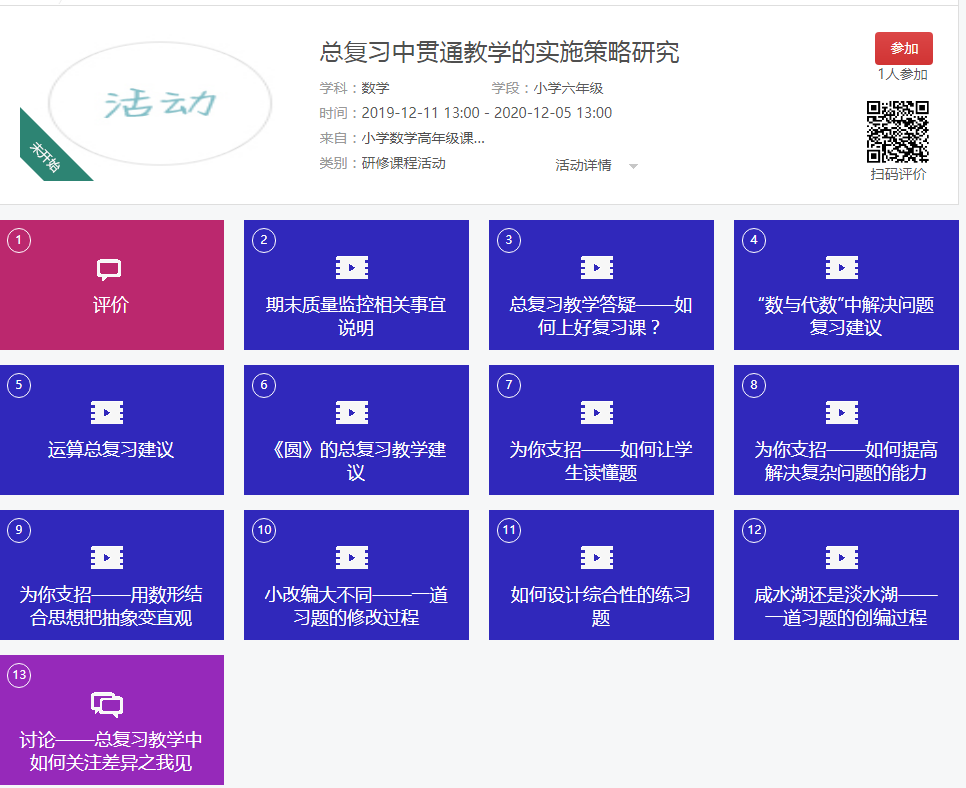 总复习中贯通教学的实施策略研究
参加
1人参加
活动
未开始
学科：数学 学段：小学六年级
时间：2019-12-11 13:00 - 2020-12-05 13:00
来自：小学数学高年级课...
类别：研修课程活动 活动详情
扫码评价
1
评价
2
期末质量监控相关事宜
说明
3
总复习教学答疑——如
何上好复习课？
4
“数与代数”中解决问题
复习建议
5
运算总复习建议
6
《圆》的总复习教学建
议
7
为你支招——如何让学
生读懂题
8
为你支招——如何提高
解决复杂问题的能力
9
为你支招——用数形结
合思想把抽象变直观
10
小改编大不同——一道
习题的修改过程
11
如何设计综合性的练习
题
12
咸水湖还是淡水湖——
一道习题的创编过程
13
讨论——总复习教学中
如何关注差异之我见